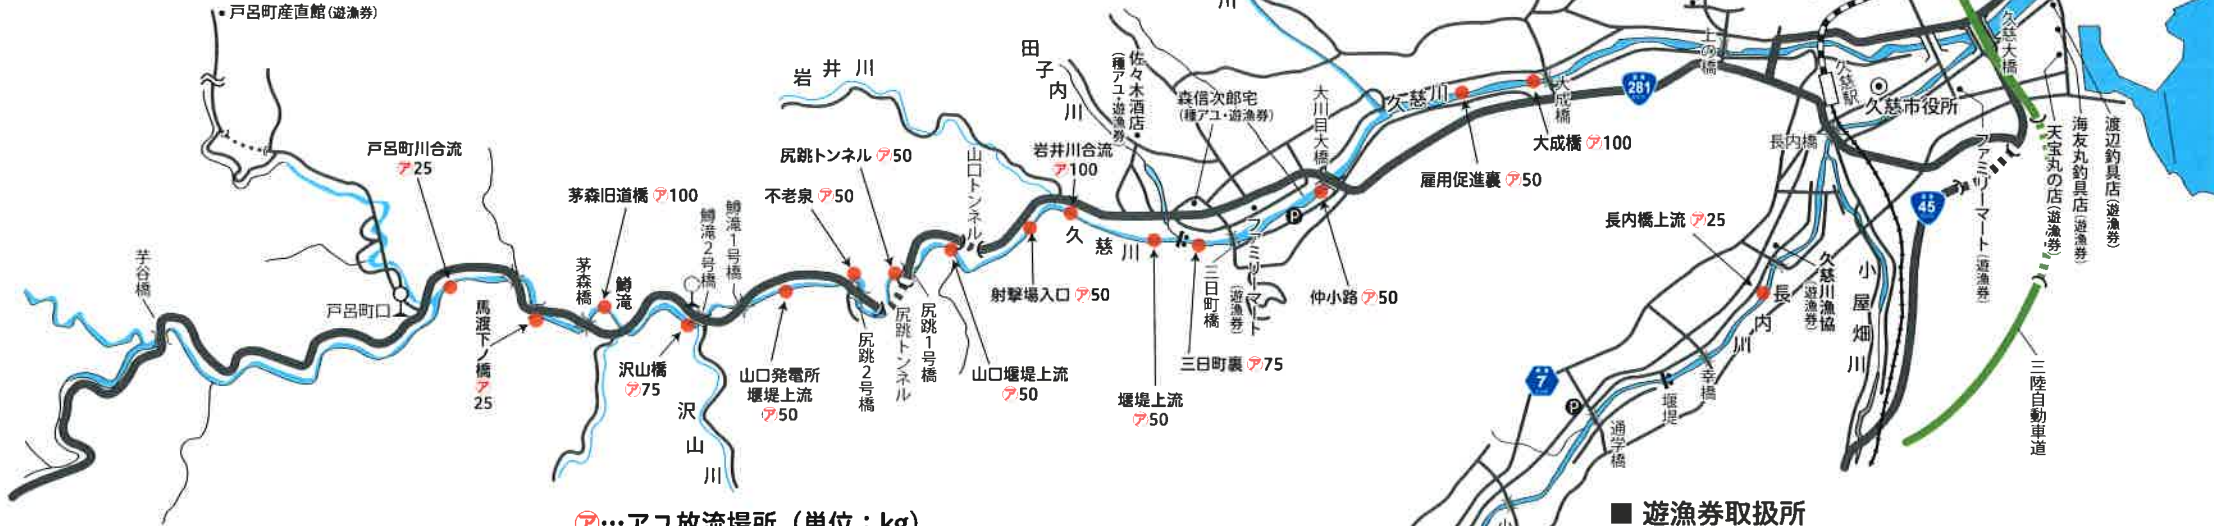 ・戸呂町産直館(遊漁券)
戸呂町川合流
㋐25
芋谷橋
戸呂町口
馬渡下ノ橋㋐
25
茅森旧道橋 ㋐100
茅森橋
鱒滝
鱒滝2号橋
鱒滝1号橋
沢山橋
㋐75
沢山川
山口発電所
堰堤上流
㋐50
不老泉 ㋐50
尻跳トンネル ㋐50
尻跳2号橋
尻跳トンネル
尻跳1号橋
岩井川
山口トンネル
山口堰堤上流
㋐50
射撃場入口 ㋐50
岩井川合流
㋐100
久慈川
田子内川
佐々木酒店
(種アユ・遊漁券)
堰堤上流
㋐50
三日町裏 ㋐75
三日町橋
森信次郎宅
(種アユ・遊漁券)
ファミリーマート
(遊漁券)
P
大川目大橋
仲小路 ㋐50
川
久慈川
雇用促進裏 ㋐50
大成橋
大成橋 ㋐100
281
上の橋
久慈駅
久慈市役所
長内橋
久慈大橋
ファミリーマート(遊漁券)
天宝丸の店(遊漁券)
海友丸釣具店(遊漁券)
渡辺釣具店(遊漁券)
45
三陸自動車道
長内橋上流 ㋐25
久慈川漁協
(遊漁券)
小屋畑川
長内川
幸橋
堰堤
通学橋
7
P
㋐…アユ放流場所（単位：kg）
■ 遊漁券取扱所